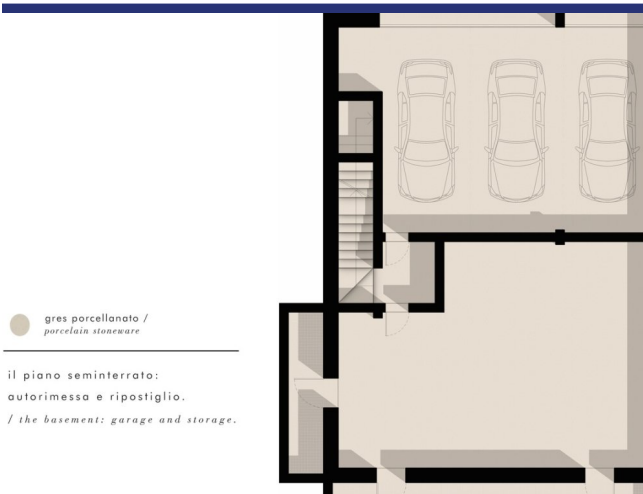 gres porcellanato /
porcelain stoneware
il piano seminterrato:
autorimessa e ripostiglio.
/ the basement: garage and storage.